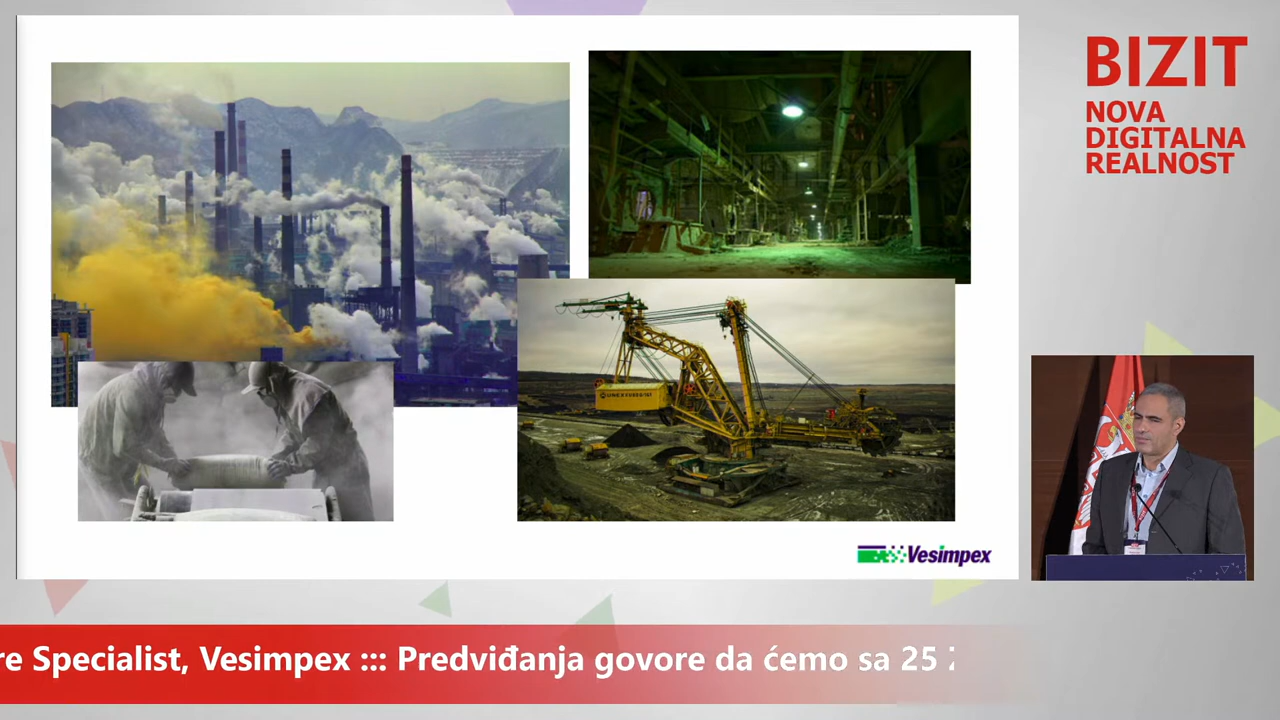 BIZIT
NOVA
DIGITALNA
REALNOST
Vesimpex
re Specialist, Vesimpex ::: Predviđanja govore da ćemo sa 25